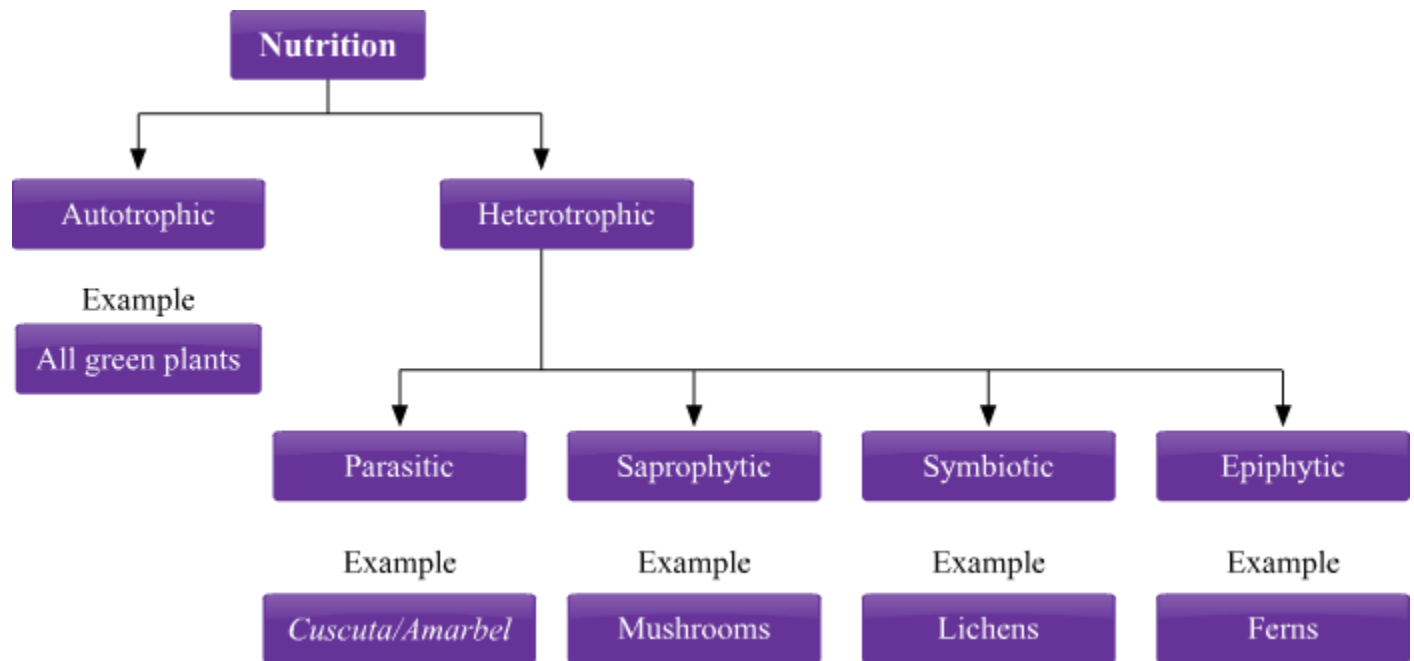 Nutrition
Autotrophic
Heterotrophic
Example
All green plants
Parasitic
Saprophytic
Symbiotic
Epiphytic
Example
Example
Example
Example
Cuscuta/Amarbel
Mushrooms
Lichens
Ferns